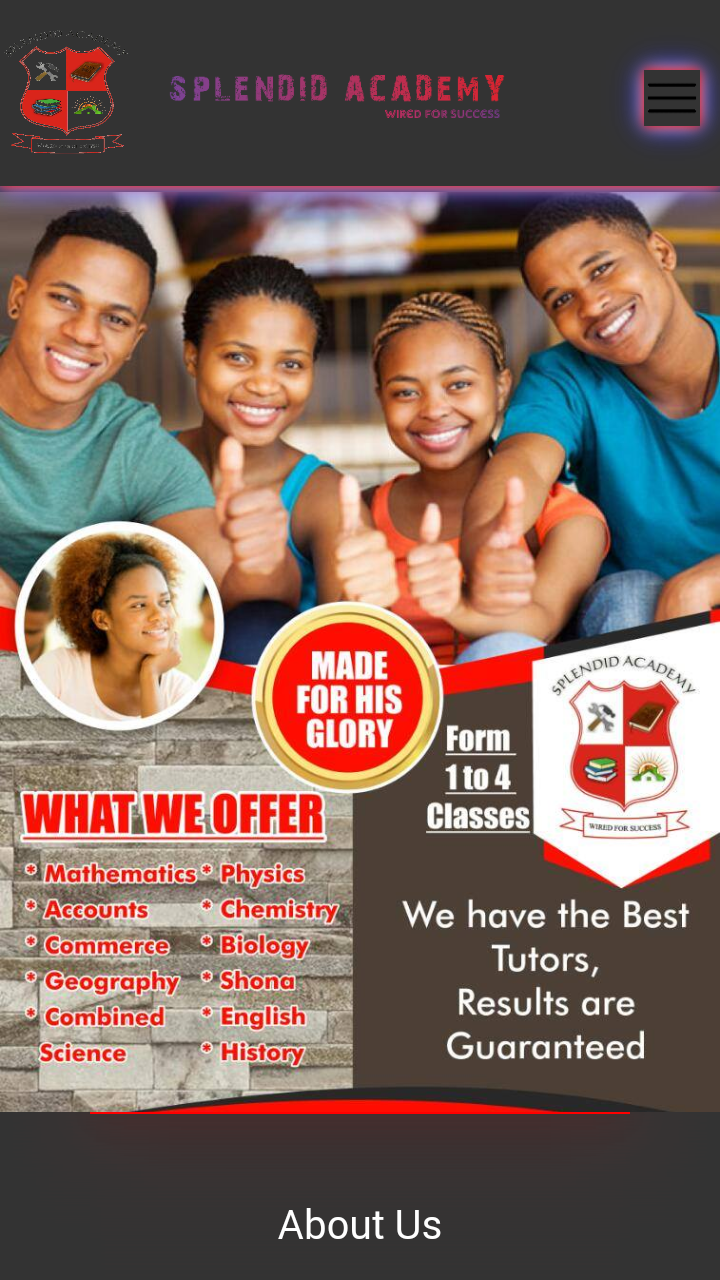 SPLENDID ACADEMY
WIRED FOR SUCCESS
MADE
FOR HIS
GLORY
Form
1 to 4
Classes
SPLENDID ACADEMY
WIRED FOR SUCCESS
WHAT WE OFFER
* Mathematics * Physics
* Accounts * Chemistry
* Commerce * Biology
* Geography * Shona
* Combined * English
Science * History
We have the Best
Tutors,
Results are
Guaranteed
About Us